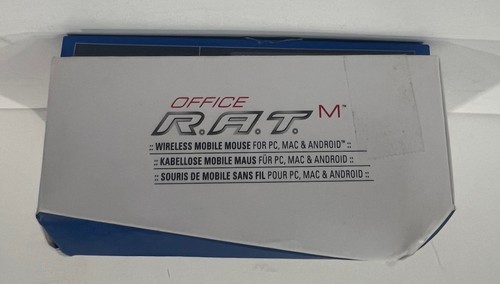 OFFICE
R.A.T. M™
:: WIRELESS MOBILE MOUSE FOR PC, MAC & ANDROID™ ::
:: KABELLOSE MOBILE MAUS FÜR PC, MAC & ANDROID ::
:: SOURIS DE MOBILE SANS FIL POUR PC, MAC & ANDROID ::